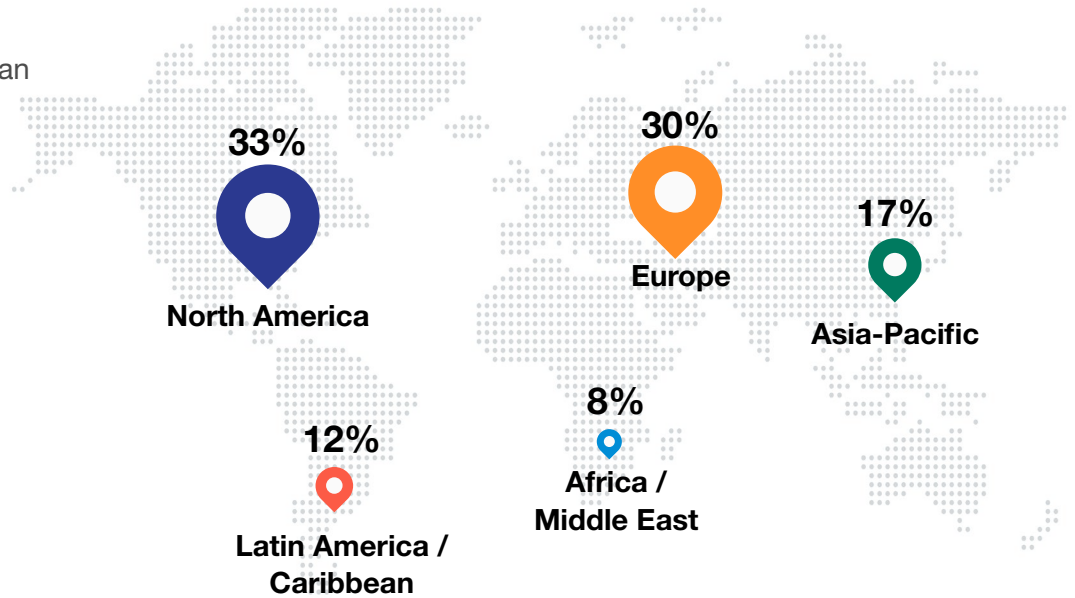 an
33%
North America
30%
Europe
17%
Asia-Pacific
12%
Latin America /
Caribbean
8%
Africa /
Middle East